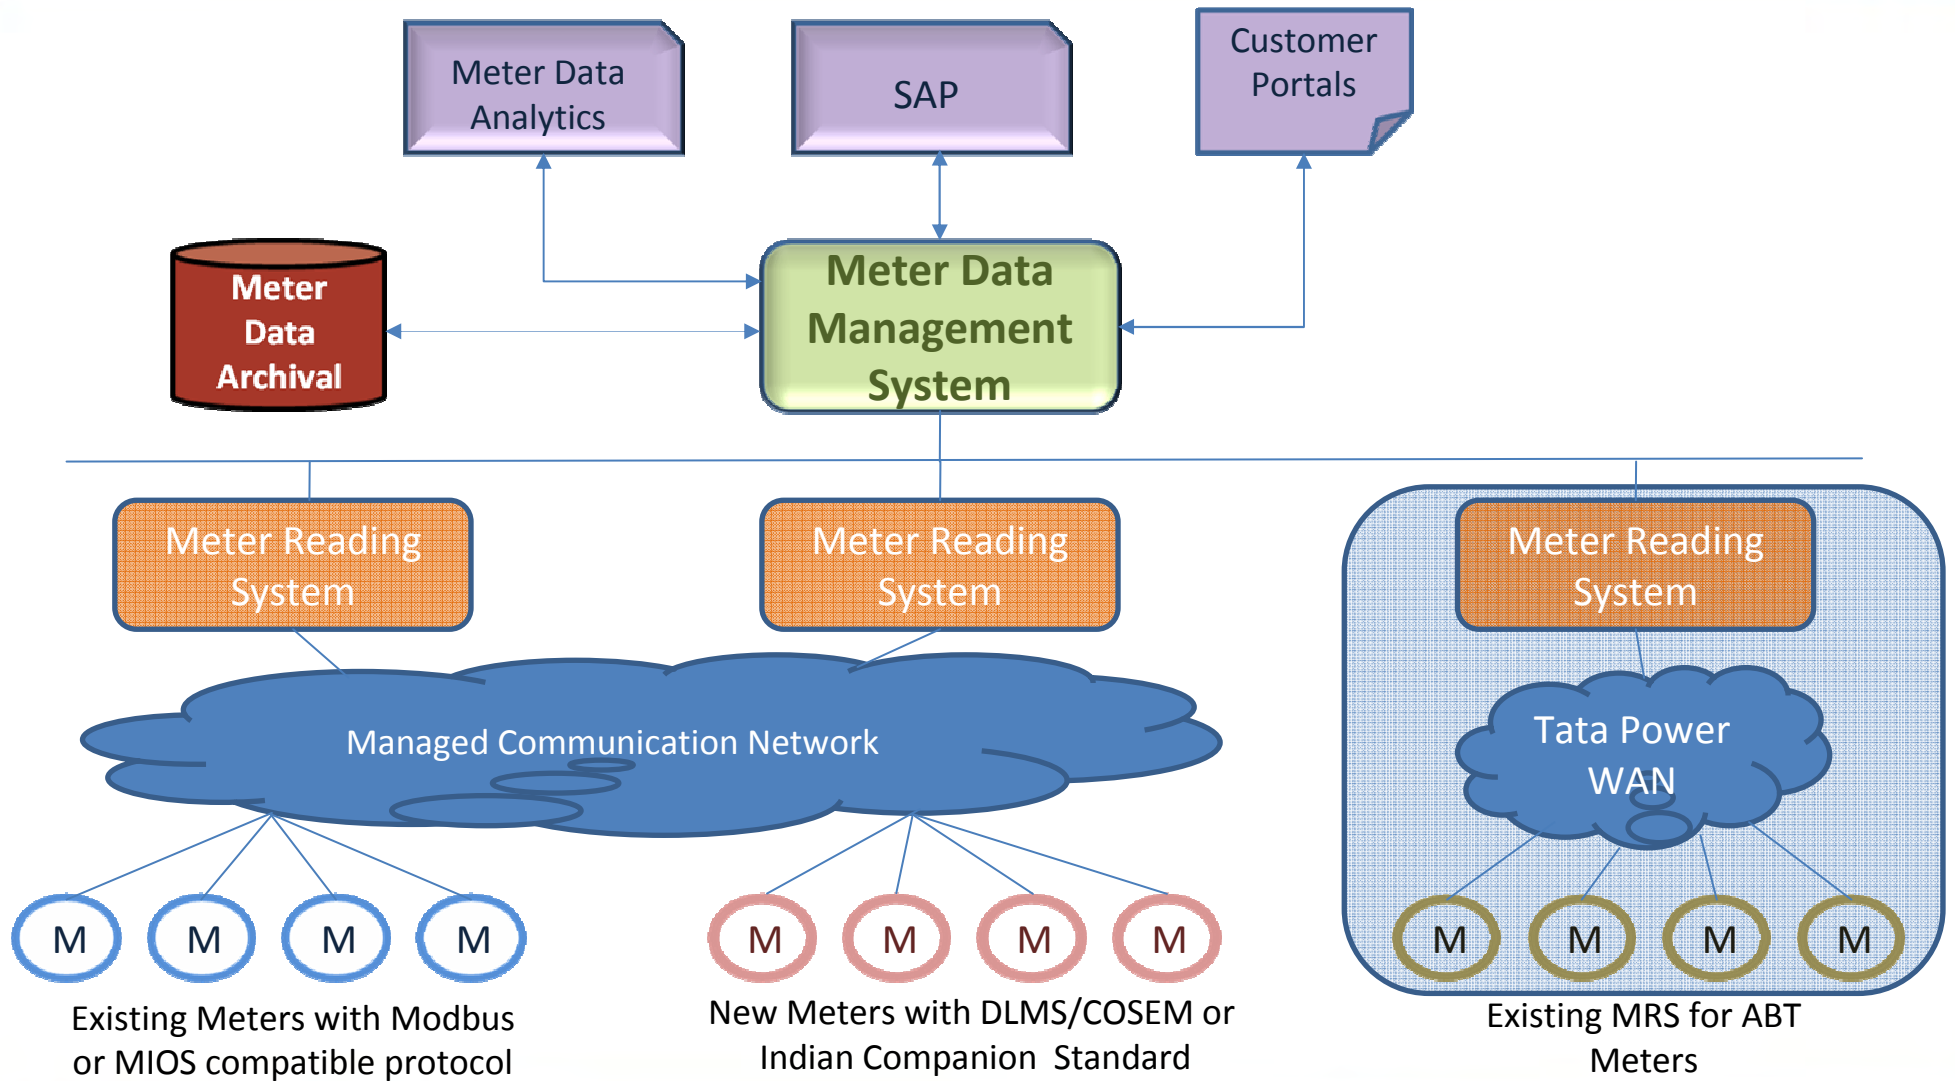 Meter Data
Analytics
SAP
Customer
Portals
Meter
Data
Archival
Meter Data
Management
System
Meter Reading
System
Meter Reading
System
Meter Reading
System
Managed Communication Network
Tata Power
WAN
M M M M
M M M M
M M M M
Existing Meters with Modbus
or MIOS compatible protocol
New Meters with DLMS/COSEM or
Indian Companion Standard
Existing MRS for ABT
Meters